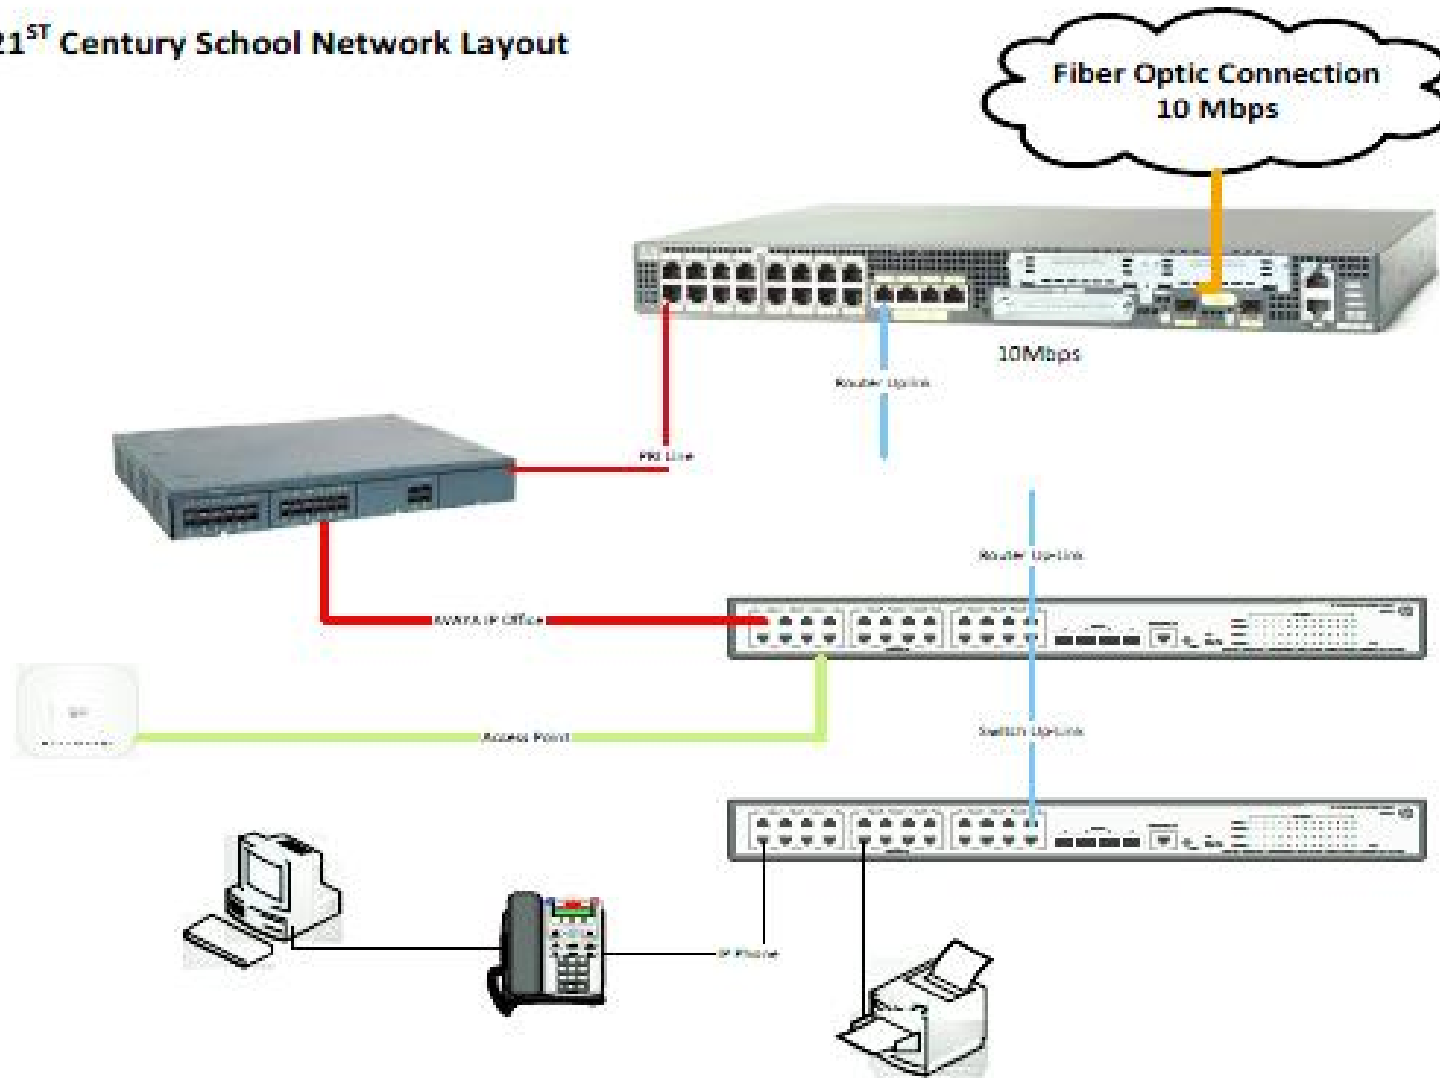 21ST Century School Network Layout
Fiber Optic Connection
10 Mbps
10Mbps
Router Up-link
PRI Line
Router Up-Link
AVAYA IP Office
Access Point
Switch Up-Link
IP Phone